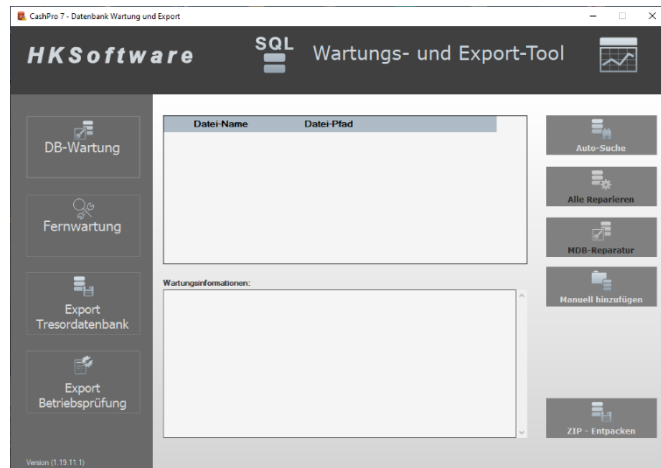 CashPro 7 - Datenbank Wartung und Export
HKSoftware
SQL
Wartungs- und Export-Tool
DB-Wartung
Fernwartung
Export
Tresordatenbank
Export
Betriebsprüfung
Version (1.19.11.1)
Datei-Name Datei-Pfad
Wartungsinformationen:
Auto-Suche
Alle Reparieren
MDB-Reparatur
Manuell hinzufügen
ZIP - Entpacken